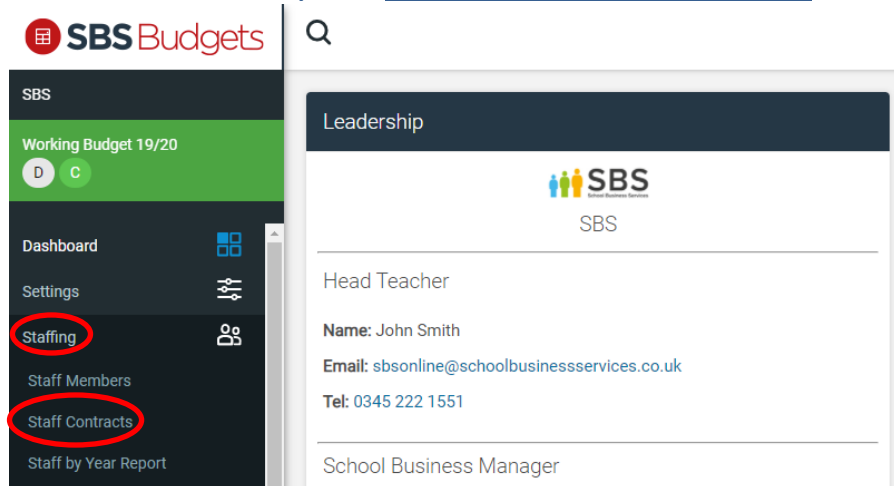 SBS Budgets
SBS
Working Budget 19/20
D C
Dashboard
Settings
Staffing
Staff Members
Staff Contracts
Staff by Year Report
Leadership
SBS
School Business Services
SBS
Head Teacher
Name: John Smith
Email: sbsonline@schoolbusinessservices.co.uk
Tel: 0345 222 1551
School Business Manager